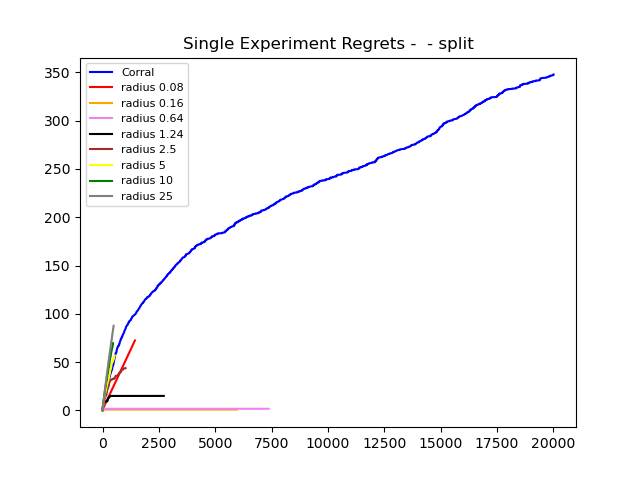 Single Experiment Regrets -  - split
Corral
radius 0.08
radius 0.16
radius 0.64
radius 1.24
radius 2.5
radius 5
radius 10
radius 25
350
300
250
200
150
100
50
0
0 2500 5000 7500 10000 12500 15000 17500 20000